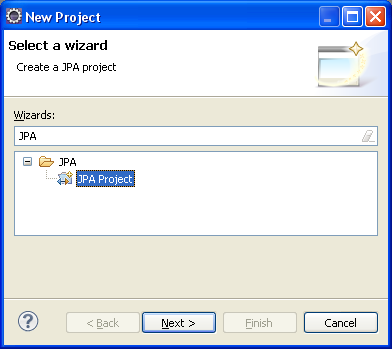 New Project
Select a wizard
Create a JPA project
Wizards:
JPA
JPA
JPA Project
?
< Back
Next >
Finish
Cancel